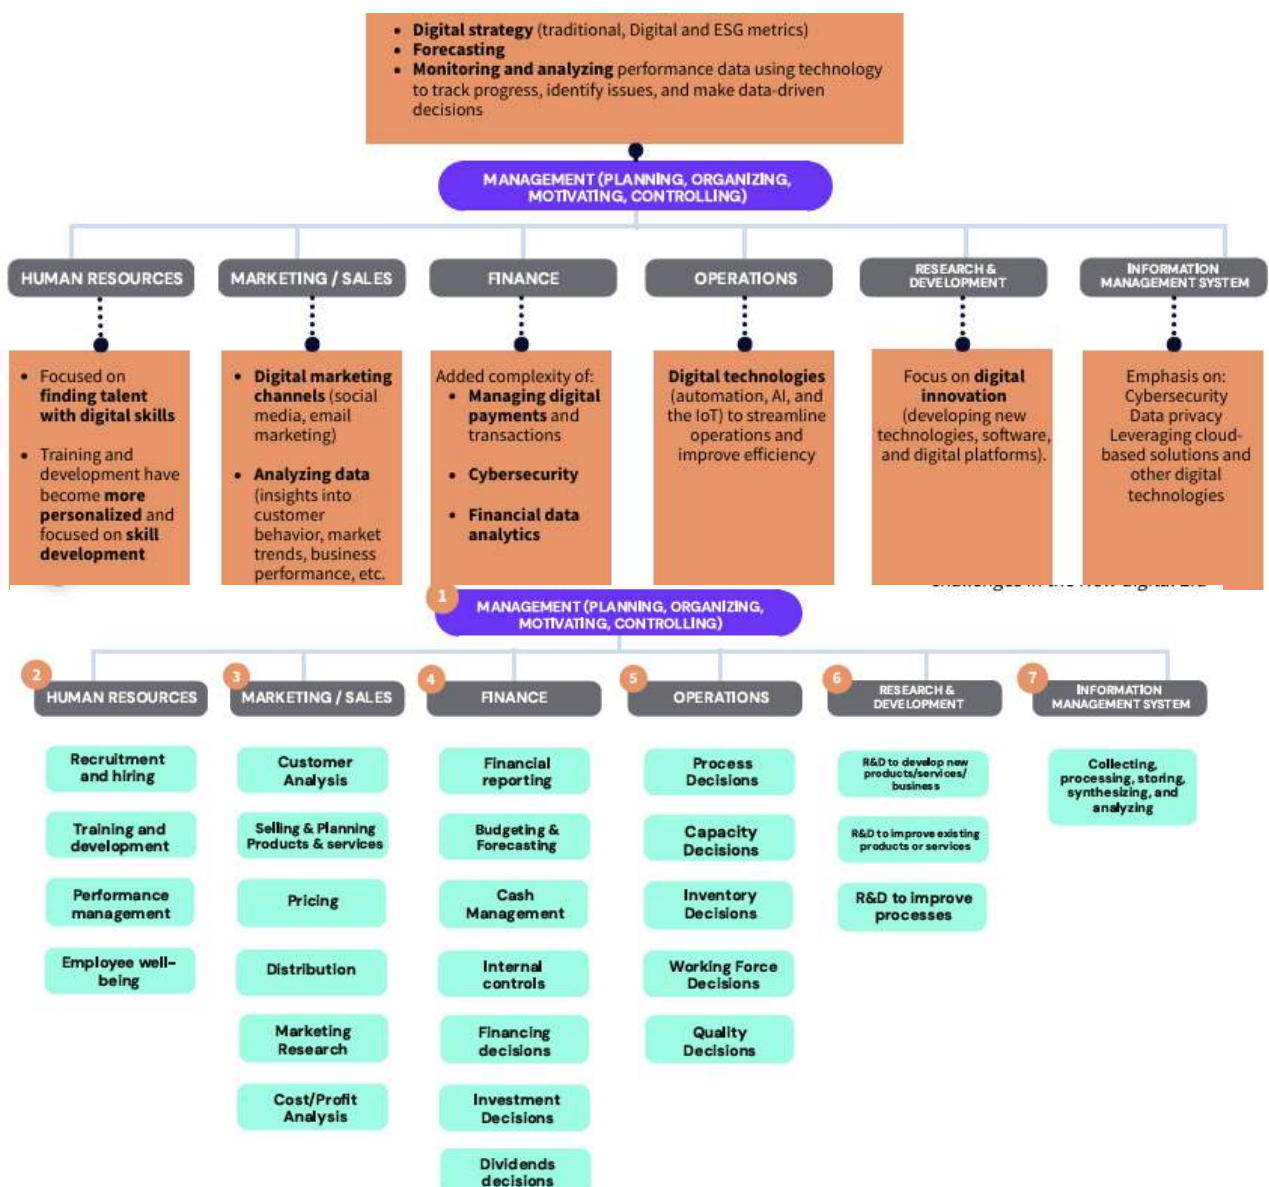 • Digital strategy (traditional, Digital and ESG metrics)
• Forecasting
• Monitoring and analyzing performance data using technology
to track progress, identify issues, and make data-driven
decisions
MANAGEMENT (PLANNING, ORGANIZING,
MOTIVATING, CONTROLLING)
HUMAN RESOURCES
MARKETING / SALES
FINANCE
OPERATIONS
RESEARCH &
DEVELOPMENT
INFORMATION
MANAGEMENT SYSTEM
• Focused on
finding talent
with digital skills
• Training and
development have
become more
personalized and
focused on skill
development
• Digital marketing
channels (social
media, email
marketing)
• Analyzing data
(insights into
customer
behavior, market
trends, business
performance, etc.
Added complexity of:
• Managing digital
payments and
transactions
• Cybersecurity
• Financial data
analytics
Digital technologies
(automation, AI, and
the IoT) to streamline
operations and
improve efficiency
Focus on digital
innovation
(developing new
technologies, software,
and digital platforms).
Emphasis on:
Cybersecurity
Data privacy
Leveraging cloud-
based solutions and
other digital
technologies
1
MANAGEMENT (PLANNING, ORGANIZING,
MOTIVATING, CONTROLLING)
2
HUMAN RESOURCES
Recruitment
and hiring
Training and
development
Performance
management
Employee well-
being
3
MARKETING / SALES
Customer
Analysis
Selling & Planning
Products & services
Pricing
Distribution
Marketing
Research
Cost/Profit
Analysis
4
FINANCE
Financial
reporting
Budgeting &
Forecasting
Cash
Management
Internal
controls
Financing
decisions
Investment
Decisions
Dividends
decisions
5
OPERATIONS
Process
Decisions
Capacity
Decisions
Inventory
Decisions
Working Force
Decisions
Quality
Decisions
6
RESEARCH &
DEVELOPMENT
R&D to develop new
products/services/
business
R&D to improve existing
products or services
R&D to improve
processes
7
INFORMATION
MANAGEMENT SYSTEM
Collecting,
processing, storing,
synthesizing, and
analyzing